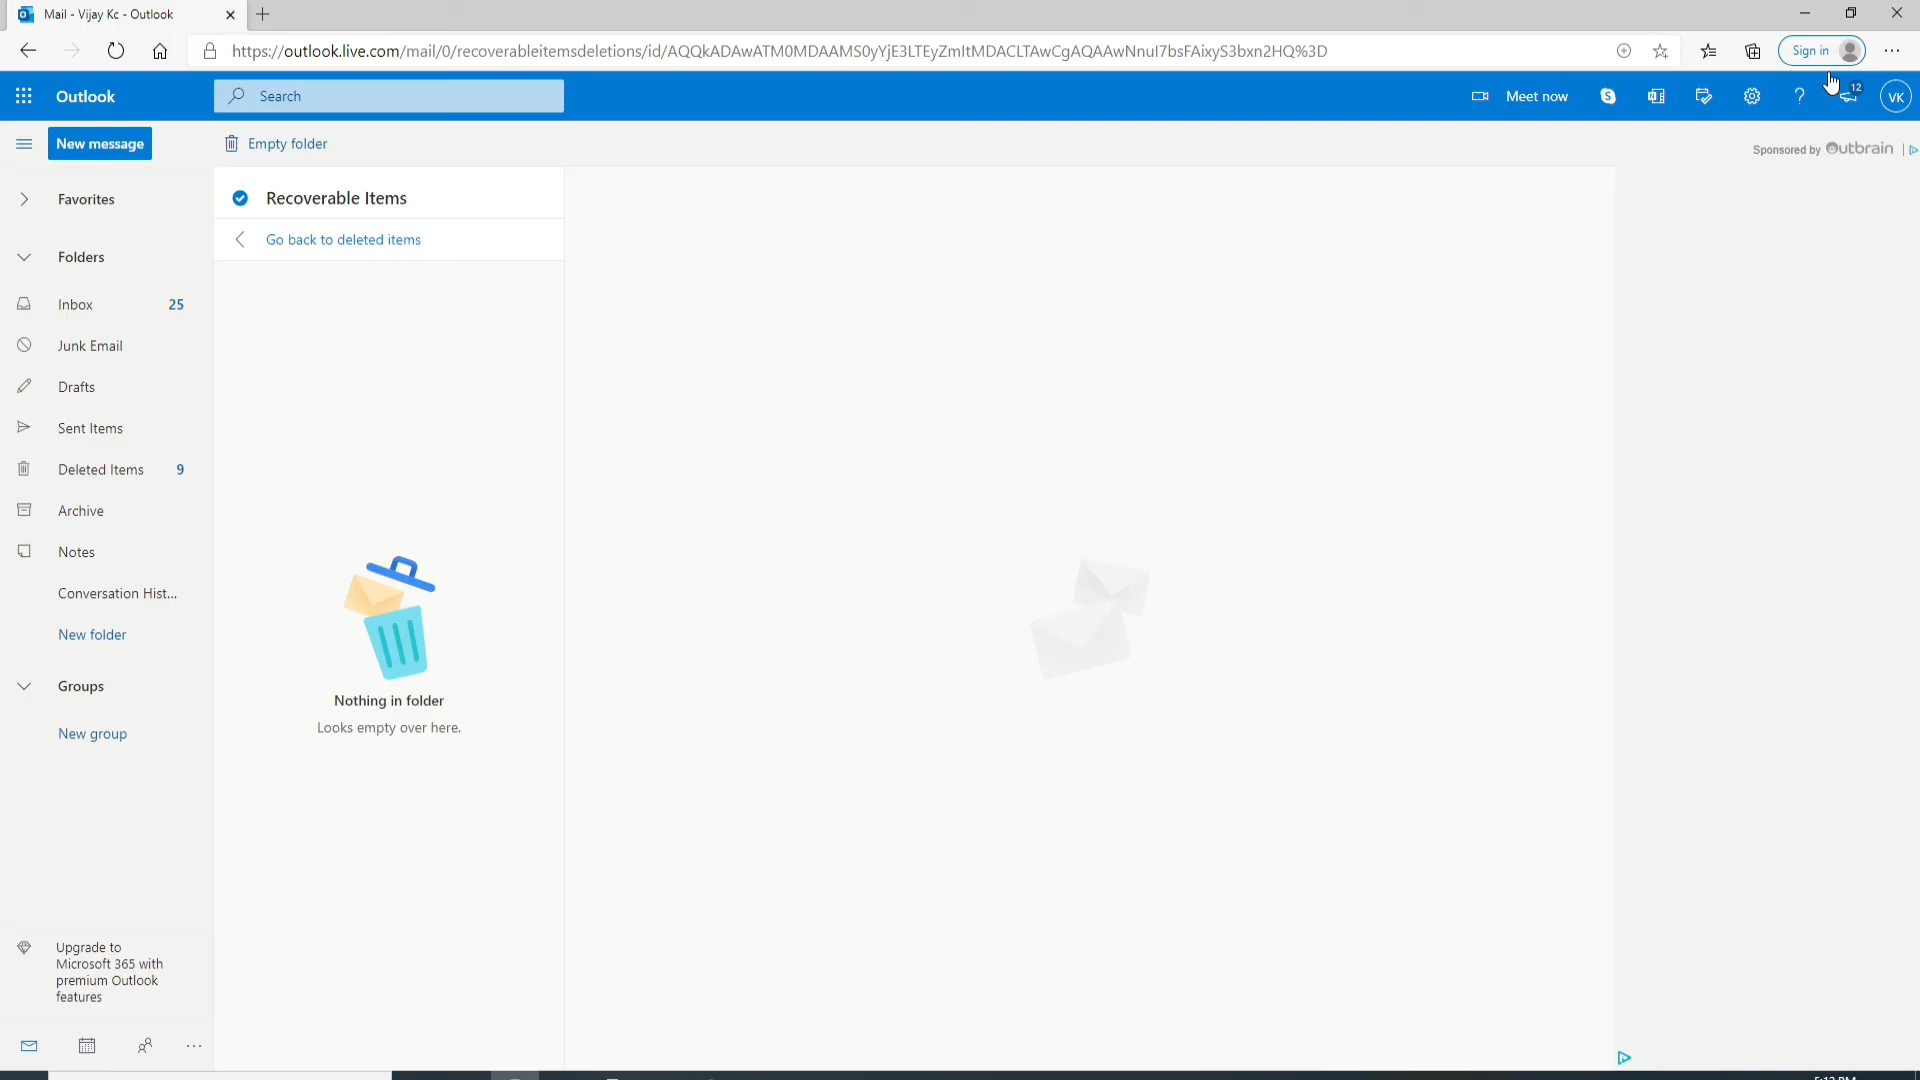 Mail - Vijay Kc - Outlook
https://outlook.live.com/mail/0/recoverableitemsdeletions/id/AQQkADAwATM0MDAAMS0yYjE3LTEyZmItMDACLTAwCgAQAAwNnuI7bsFAixyS3bxn2HQ%3D
Sign in
Outlook
Search
Meet now
12
VK
New message
Empty folder
Sponsored by Outbrain
Favorites
Recoverable Items
Go back to deleted items
Folders
Inbox 25
Junk Email
Drafts
Sent Items
Deleted Items 9
Archive
Notes
Conversation Hist...
New folder
Groups
New group
Nothing in folder
Looks empty over here.
Upgrade to
Microsoft 365 with
premium Outlook
features